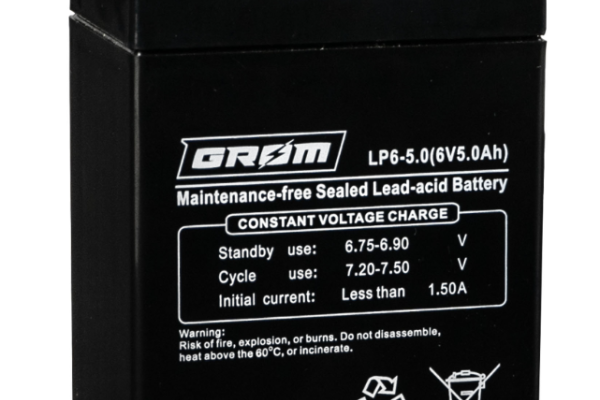 GRØM
LP6-5.0(6V5.0Ah)
Maintenance-free Sealed Lead-acid Battery
CONSTANT VOLTAGE CHARGE
Standby use: 6.75-6.90 V
Cycle use: 7.20-7.50 V
Initial current: Less than 1.50A
Warning:
Risk of fire, explosion, or burns. Do not disassemble,
heat above the 60°C, or incinerate.